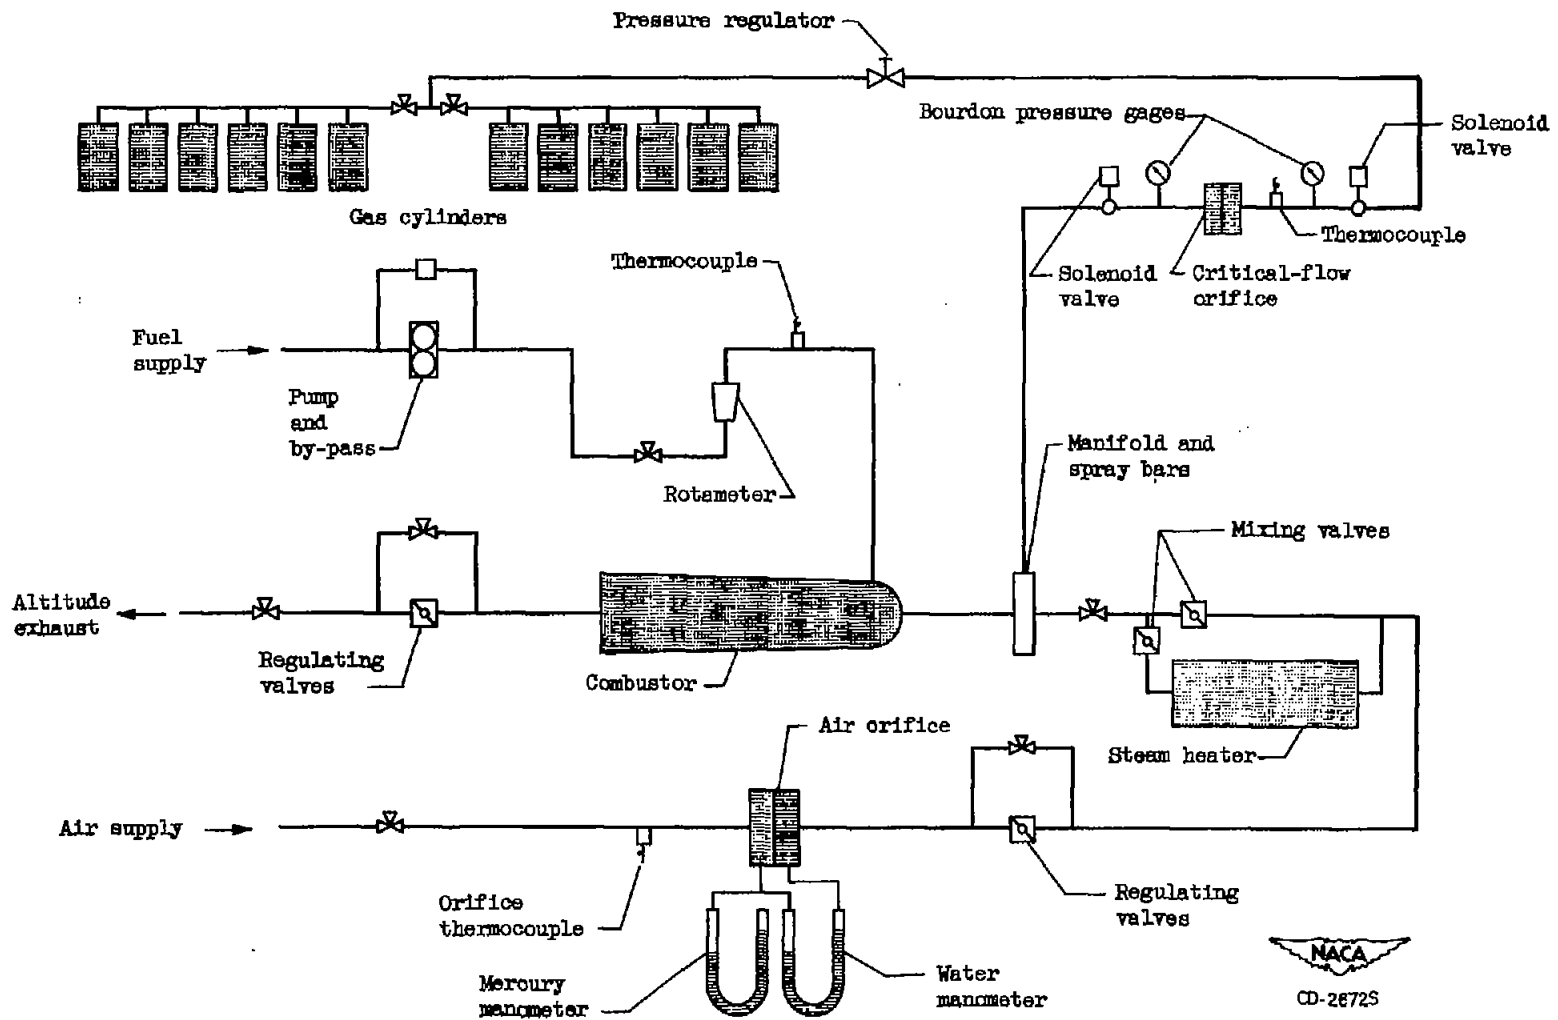 Pressure regulator
Bourdon pressure gages
Solenoid
valve
Gas cylinders
Thermocouple
Solenoid
valve
Critical-flow
orifice
Thermocouple
Fuel
supply
Pump
and
by-pass
Rotameter
Manifold and
spray bars
Mixing valves
Altitude
exhaust
Regulating
valves
Combustor
Steam heater
Air orifice
Air supply
Orifice
thermocouple
Regulating
valves
Mercury
manometer
Water
manometer
NACA
CD-2872S